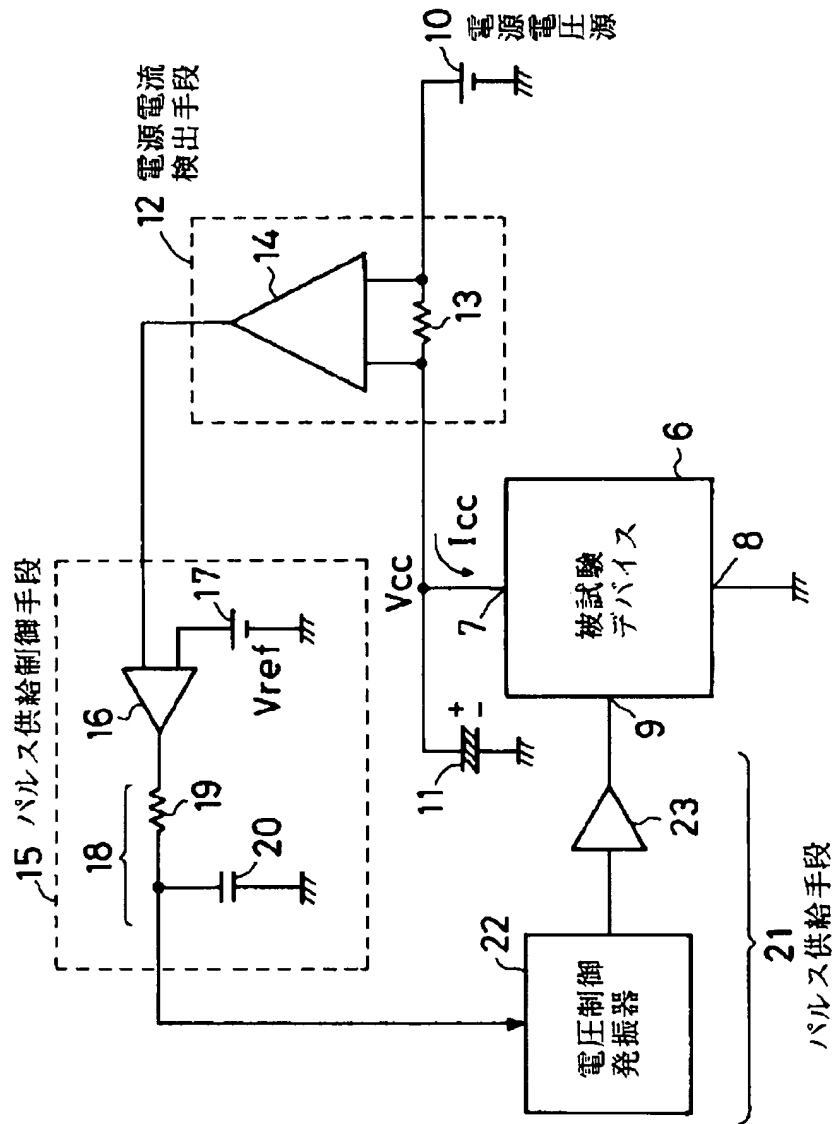 15 パルス供給制御手段
18
19
20
16
17
Vref
12 電源電流
検出手段
14
13
10
電源電圧源
Vcc
Icc
11
+
-
7
被試験
デバイス
6
8
9
22
電圧制御
発振器
23
21
パルス供給手段